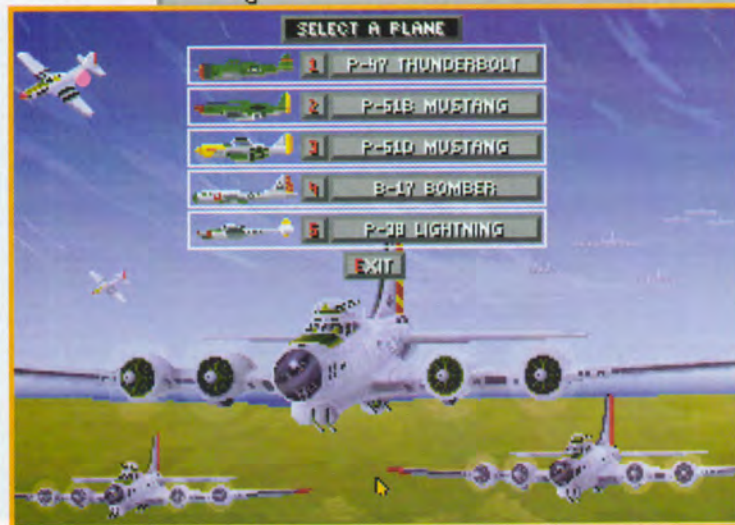 SELECT A PLANE
1 P-47 THUNDERBOLT
2 P-51B MUSTANG
3 P-51D MUSTANG
4 B-17 BOMBER
5 P-38 LIGHTNING
EXIT